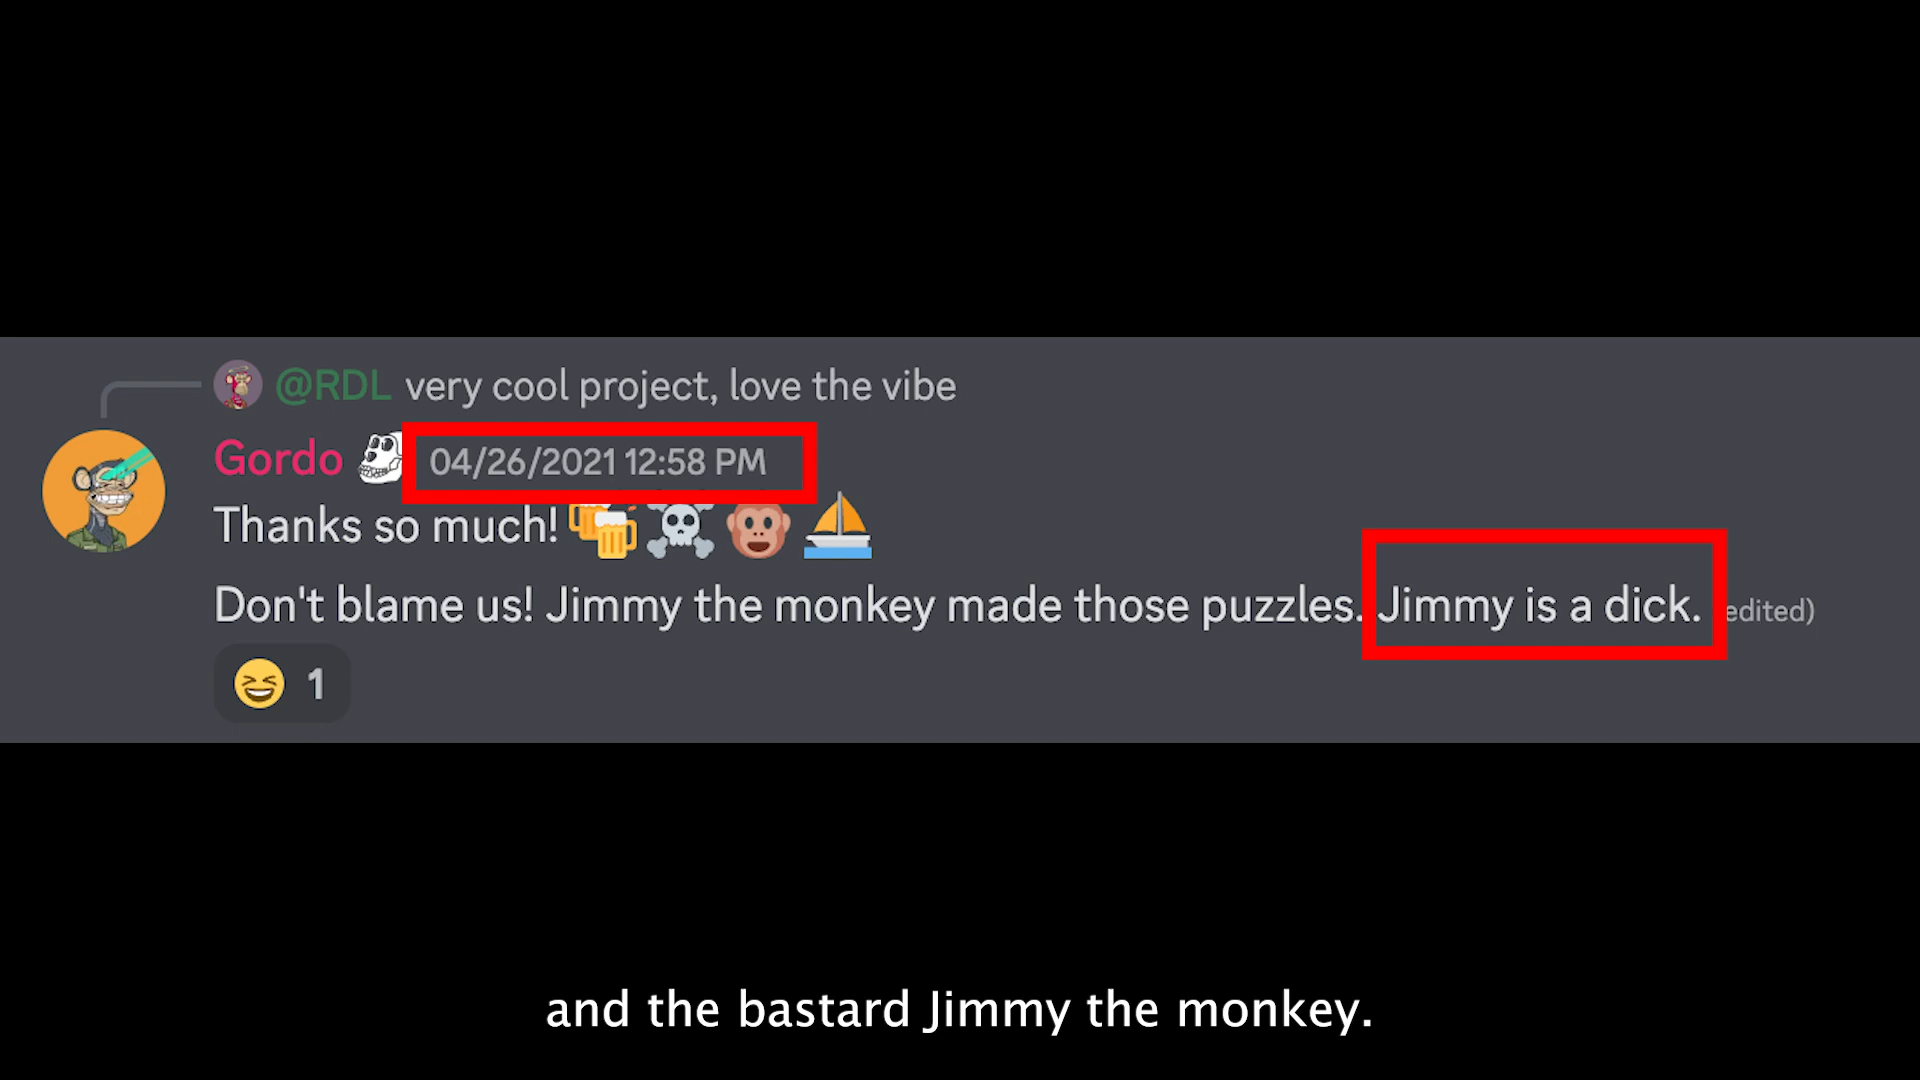 @RDL very cool project, love the vibe
Gordo 04/26/2021 12:58 PM
Thanks so much! 🍻☠️🐵⛵
Don't blame us! Jimmy the monkey made those puzzles. Jimmy is a dick. edited)
😆 1
and the bastard Jimmy the monkey.